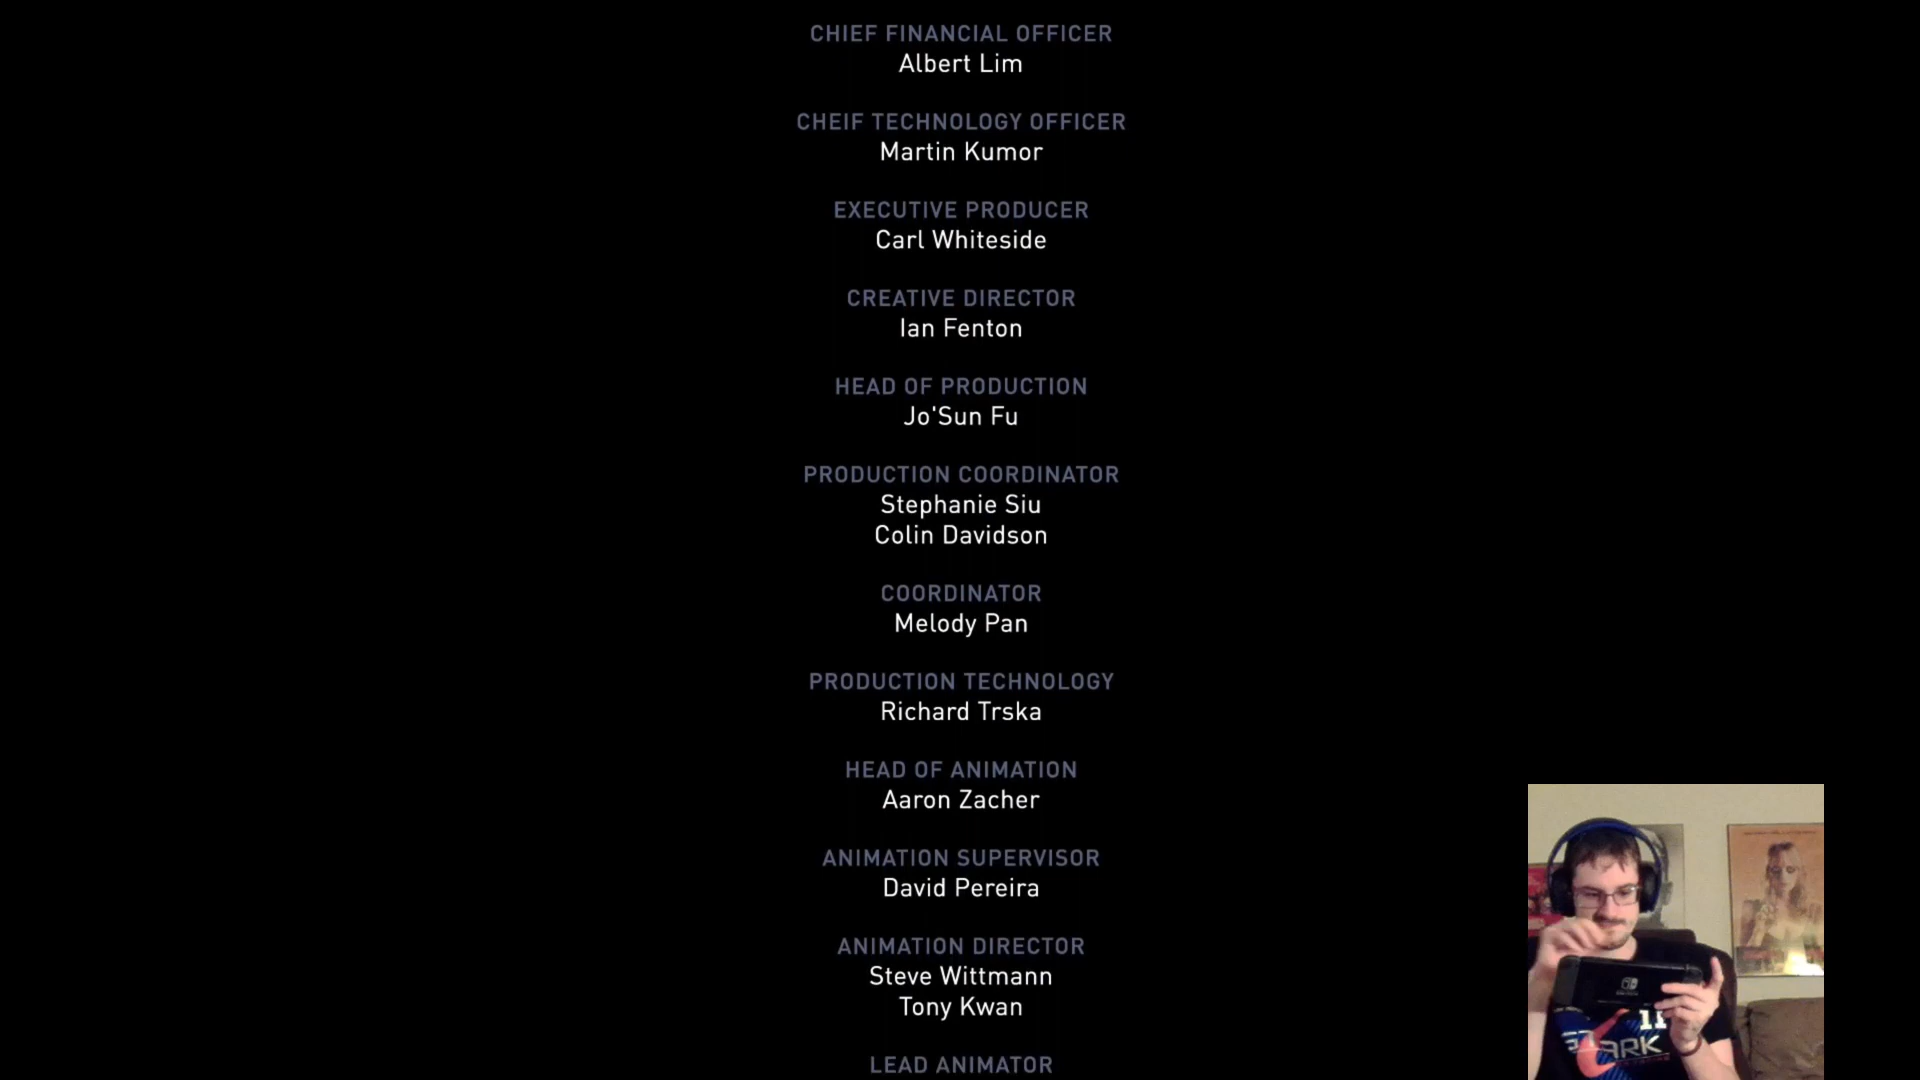 CHIEF FINANCIAL OFFICER
Albert Lim
CHEIF TECHNOLOGY OFFICER
Martin Kumor
EXECUTIVE PRODUCER
Carl Whiteside
CREATIVE DIRECTOR
Ian Fenton
HEAD OF PRODUCTION
Jo'Sun Fu
PRODUCTION COORDINATOR
Stephanie Siu
Colin Davidson
COORDINATOR
Melody Pan
PRODUCTION TECHNOLOGY
Richard Trska
HEAD OF ANIMATION
Aaron Zacher
ANIMATION SUPERVISOR
David Pereira
ANIMATION DIRECTOR
Steve Wittmann
Tony Kwan
LEAD ANIMATOR
11